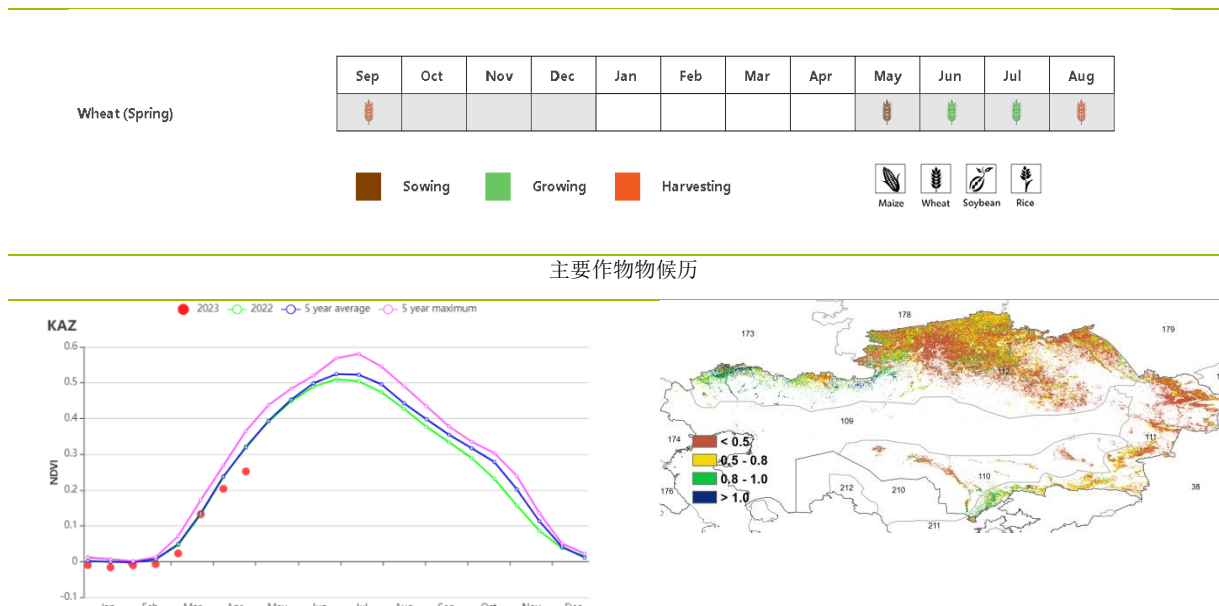 Sep Oct Nov Dec Jan Feb Mar Apr May Jun Jul Aug
Wheat (Spring)
Sowing Growing Harvesting
Maize Wheat Soybean Rice
主要作物物候历
2023 2022 5 year average 5 year maximum
KAZ
0.6
0.5
0.4
0.3
0.2
0.1
0
-0.1
NDVI
Jan Feb Mar Apr May Jun Jul Aug Sep Oct Nov Dec
178
173
179
112
109
174
111
110
176
212
210
38
211
< 0.5
0.5 - 0.8
0.8 - 1.0
> 1.0